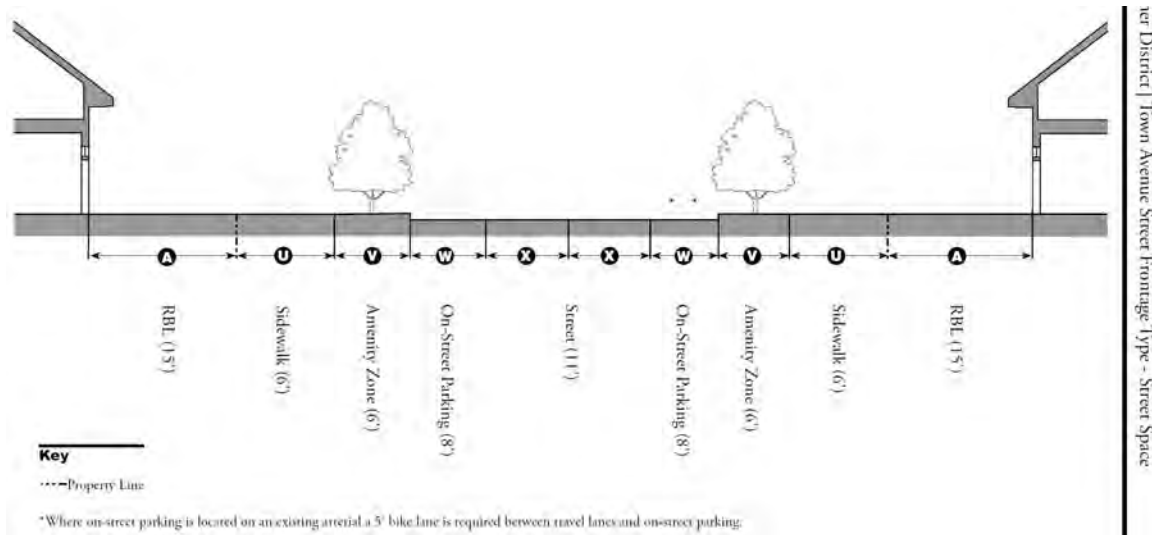 er District | Town Avenue Street Frontage Type - Street Space
A U V W X X W V U A
RBL (15')
Sidewalk (6')
Amenity Zone (6')
On-Street Parking (8')
Street (11')
On-Street Parking (8')
Amenity Zone (6')
Sidewalk (6')
RBL (15')
Key
Property Line
*Where on-street parking is located on an existing arterial a 5' bike lane is required between travel lanes and on-street parking.